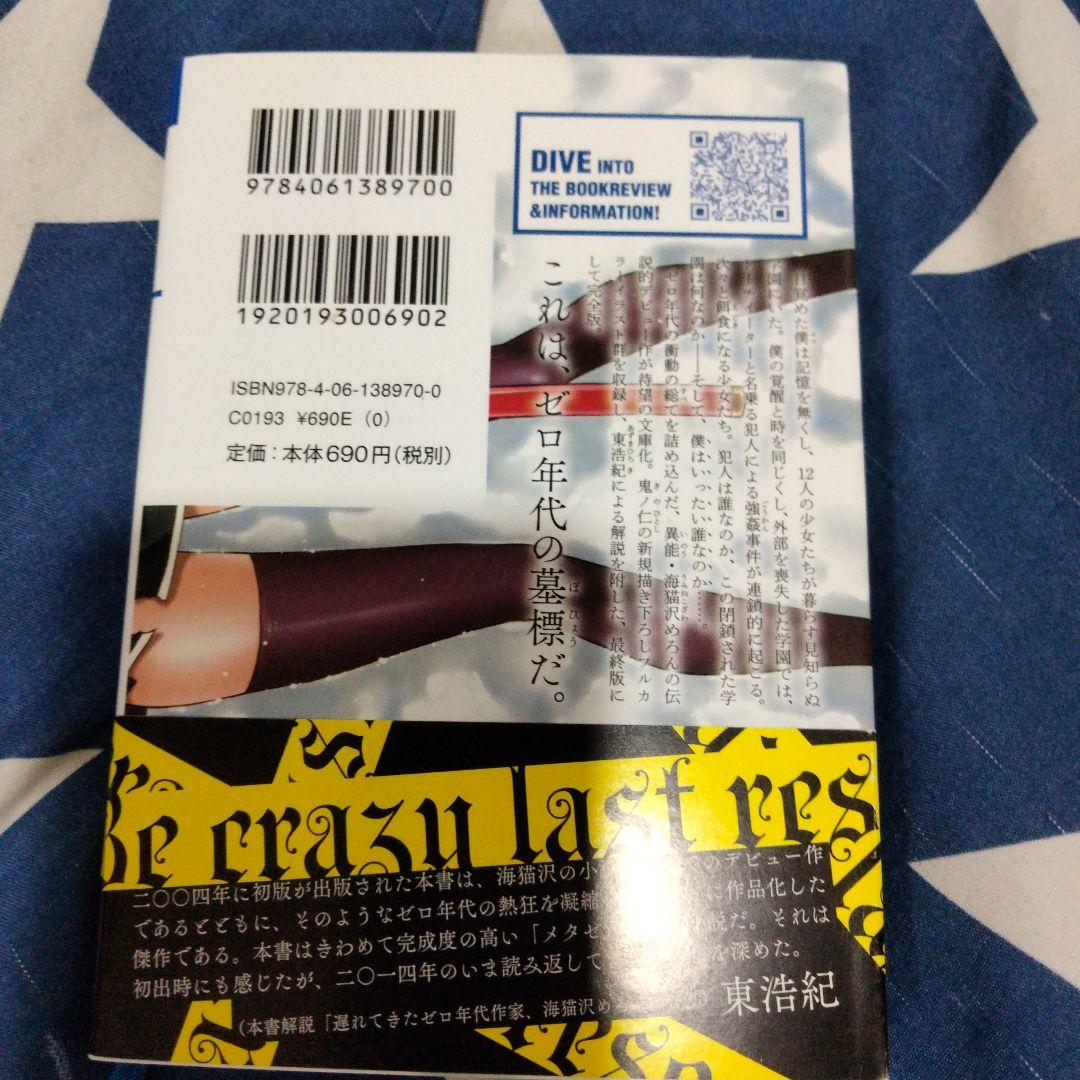 9784061389700
1920193006902
ISBN978-4-06-138970-0
C0193 ¥690E (0)
定価：本体690円(税別)
DIVE INTO
THE BOOKREVIEW
&INFORMATION!
めた僕は記憶を無くし、12人の少女たちが暮らす見知らぬ
学園にいた。僕の覚醒と時を同じくし、外部を喪失した学園では、
イーターと名乗る犯人による強姦事件が連鎖的に起こる。
次々と餌食になる少女たち。犯人は誰なのか、この閉鎖された学
園は何なのか――そして、僕はいったい誰なのか……。
ゼロ年代の衝動の総てを詰め込んだ、異能・海猫沢めろんの伝
説的デビュー作が待望の文庫化。鬼ノ仁の新規描き下ろしフルカ
ラーイラスト群を収録し、東浩紀による解説を附した、最終版に
して完全版。
これは、ゼロ年代の墓標だ。
Be crazy last res
二〇〇四年に初版が出版された本書は、海猫沢の小 のデビュー作
であるとともに、そのようなゼロ年代の熱狂を凝縮 に作品化した
傑作である。本書はきわめて完成度の高い「メタゼ 説だ。それは
初出時にも感じたが、二〇一四年のいま読み返して を深めた。
東浩紀
(本書解説「遅れてきたゼロ年代作家、海猫沢め